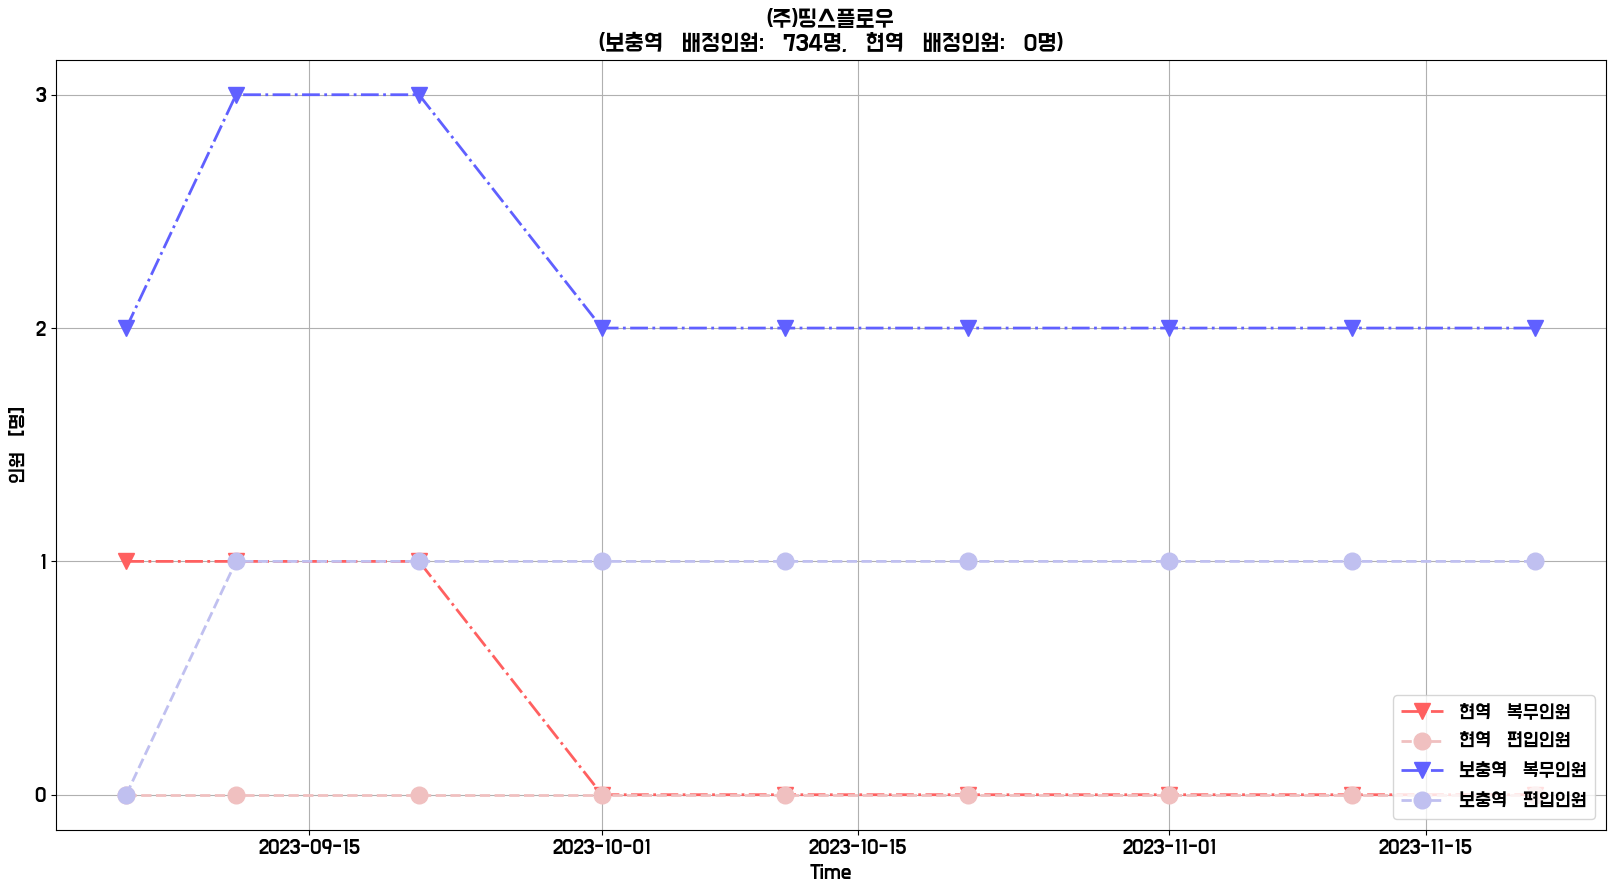 (주)띵스플로우
(보충역 배정인원: 734명, 현역 배정인원: 0명)
3
2
1
0
인원 [명]
2023-09-15
2023-10-01
2023-10-15
2023-11-01
2023-11-15
Time
현역 복무인원
현역 편입인원
보충역 복무인원
보충역 편입인원